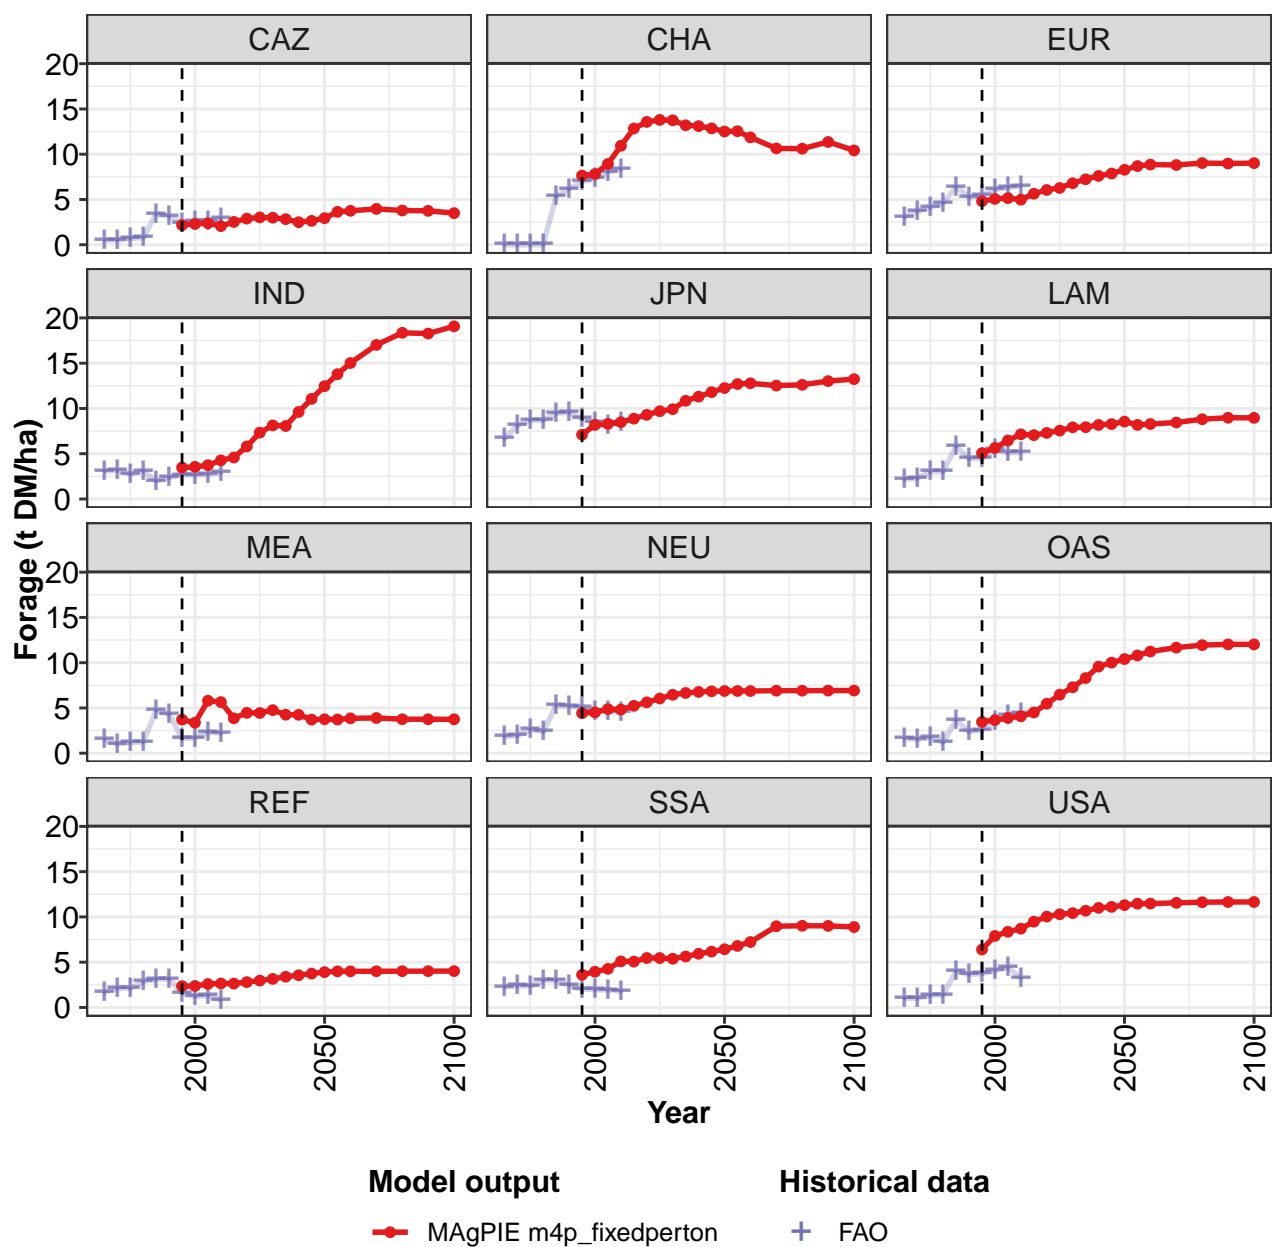 CAZ CHA EUR
20
15
10
5
0
IND JPN LAM
20
15
10
5
0
Forage (t DM/ha)
MEA NEU OAS
20
15
10
5
0
REF SSA USA
20
15
10
5
0
2000 2050 2100 2000 2050 2100 2000 2050 2100
Year
Model output Historical data
MAgPIE m4p_fixedperton FAO